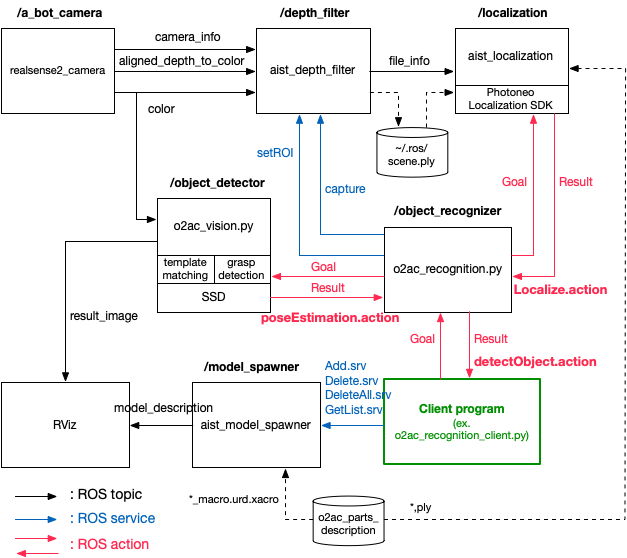 /a_bot_camera
/depth_filter
/localization
camera_info
aligned_depth_to_color
realsense2_camera
aist_depth_filter
file_info
aist_localization
Photoneo
Localization SDK
color
~/.ros/
scene.ply
setROI
capture
Goal
Result
/object_detector
/object_recognizer
o2ac_vision.py
template
matching
grasp
detection
SSD
Goal
Result
o2ac_recognition.py
Localize.action
poseEstimation.action
result_image
Goal
Result
detectObject.action
/model_spawner
Add.srv
Delete.srv
DeleteAll.srv
GetList.srv
RViz
model_description
aist_model_spawner
Client program
(ex.
o2ac_recognition_client.py)
*_macro.urd.xacro
o2ac_parts_
description
*,ply
: ROS topic
: ROS service
: ROS action